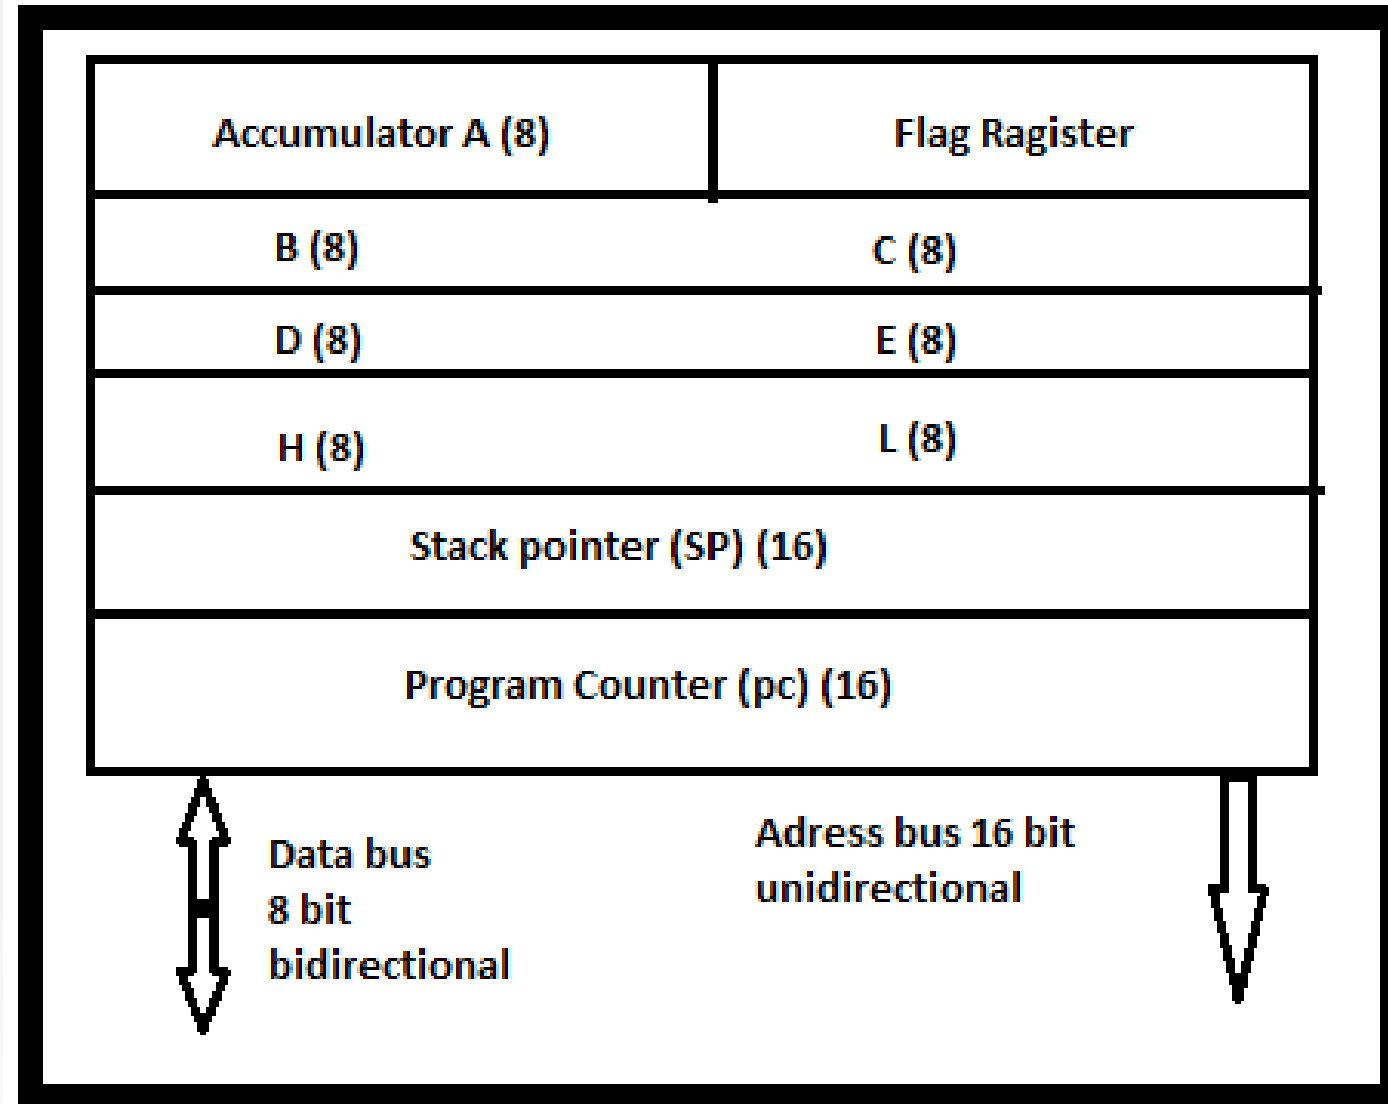 Accumulator A (8)
Flag Ragister
B (8)
C (8)
D (8)
E (8)
H (8)
L (8)
Stack pointer (SP) (16)
Program Counter (pc) (16)
Data bus
8 bit
bidirectional
Adress bus 16 bit
unidirectional